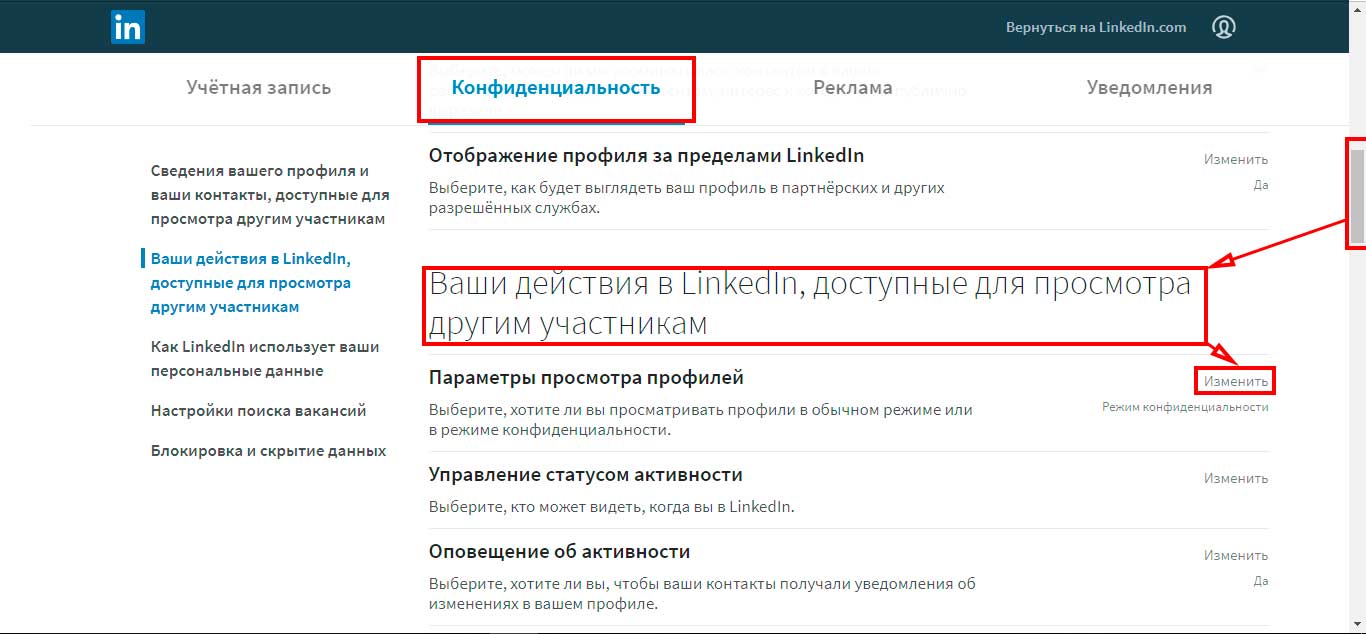 in
Вернуться на LinkedIn.com
Учётная запись
Конфиденциальность
Реклама
Уведомления
Сведения вашего профиля и
ваши контакты, доступные для
просмотра другим участникам
Ваши действия в LinkedIn,
доступные для просмотра
другим участникам
Как LinkedIn использует ваши
персональные данные
Настройки поиска вакансий
Блокировка и скрытие данных
Отображение профиля за пределами LinkedIn
Изменить
Выберите, как будет выглядеть ваш профиль в партнёрских и других
разрешённых службах.
Да
Ваши действия в LinkedIn, доступные для просмотра
другим участникам
Параметры просмотра профилей
Изменить
Выберите, хотите ли вы просматривать профили в обычном режиме или
в режиме конфиденциальности.
Режим конфиденциальности
Управление статусом активности
Изменить
Выберите, кто может видеть, когда вы в LinkedIn.
Оповещение об активности
Изменить
Выберите, хотите ли вы, чтобы ваши контакты получали уведомления об
изменениях в вашем профиле.
Да